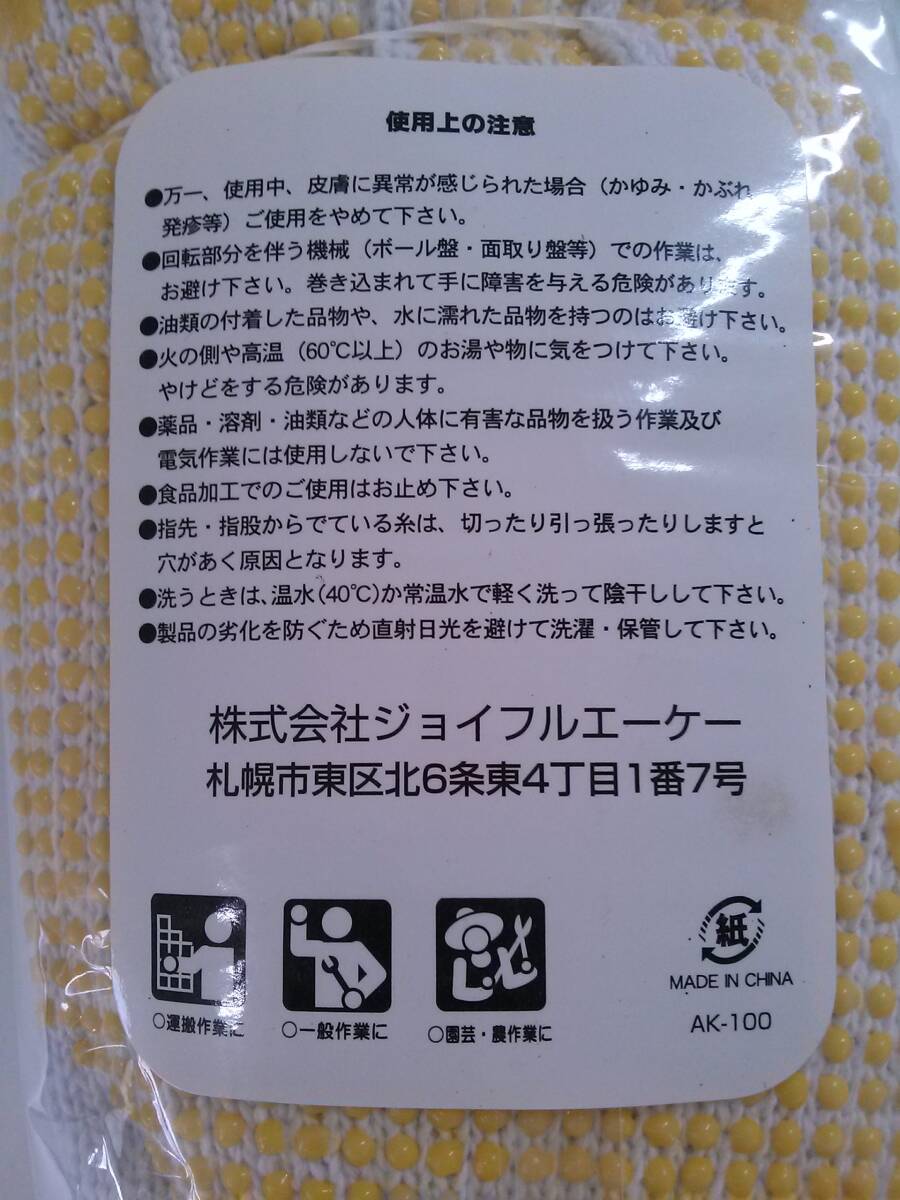 使用上の注意
●万一、使用中、皮膚に異常が感じられた場合（かゆみ・かぶれ
発疹等）ご使用をやめて下さい。
●回転部分を伴う機械（ボール盤・面取り盤等）での作業は、
お避け下さい。巻き込まれて手に障害を与える危険があります。
●油類の付着した品物や、水に濡れた品物を持つのはお避け下さい。
●火の側や高温（60℃以上）のお湯や物に気をつけて下さい。
やけどをする危険があります。
●薬品・溶剤・油類などの人体に有害な品物を扱う作業及び
電気作業には使用しないで下さい。
●食品加工でのご使用はお止め下さい。
●指先・指股からでている糸は、切ったり引っ張ったりしますと
穴があく原因となります。
●洗うときは、温水（40℃）か常温水で軽く洗って陰干しして下さい。
●製品の劣化を防ぐため直射日光を避けて洗濯・保管して下さい。
株式会社ジョイフルエーケー
札幌市東区北6条東4丁目1番7号
○運搬作業に
○一般作業に
○園芸・農作業に
紙
MADE IN CHINA
AK-100